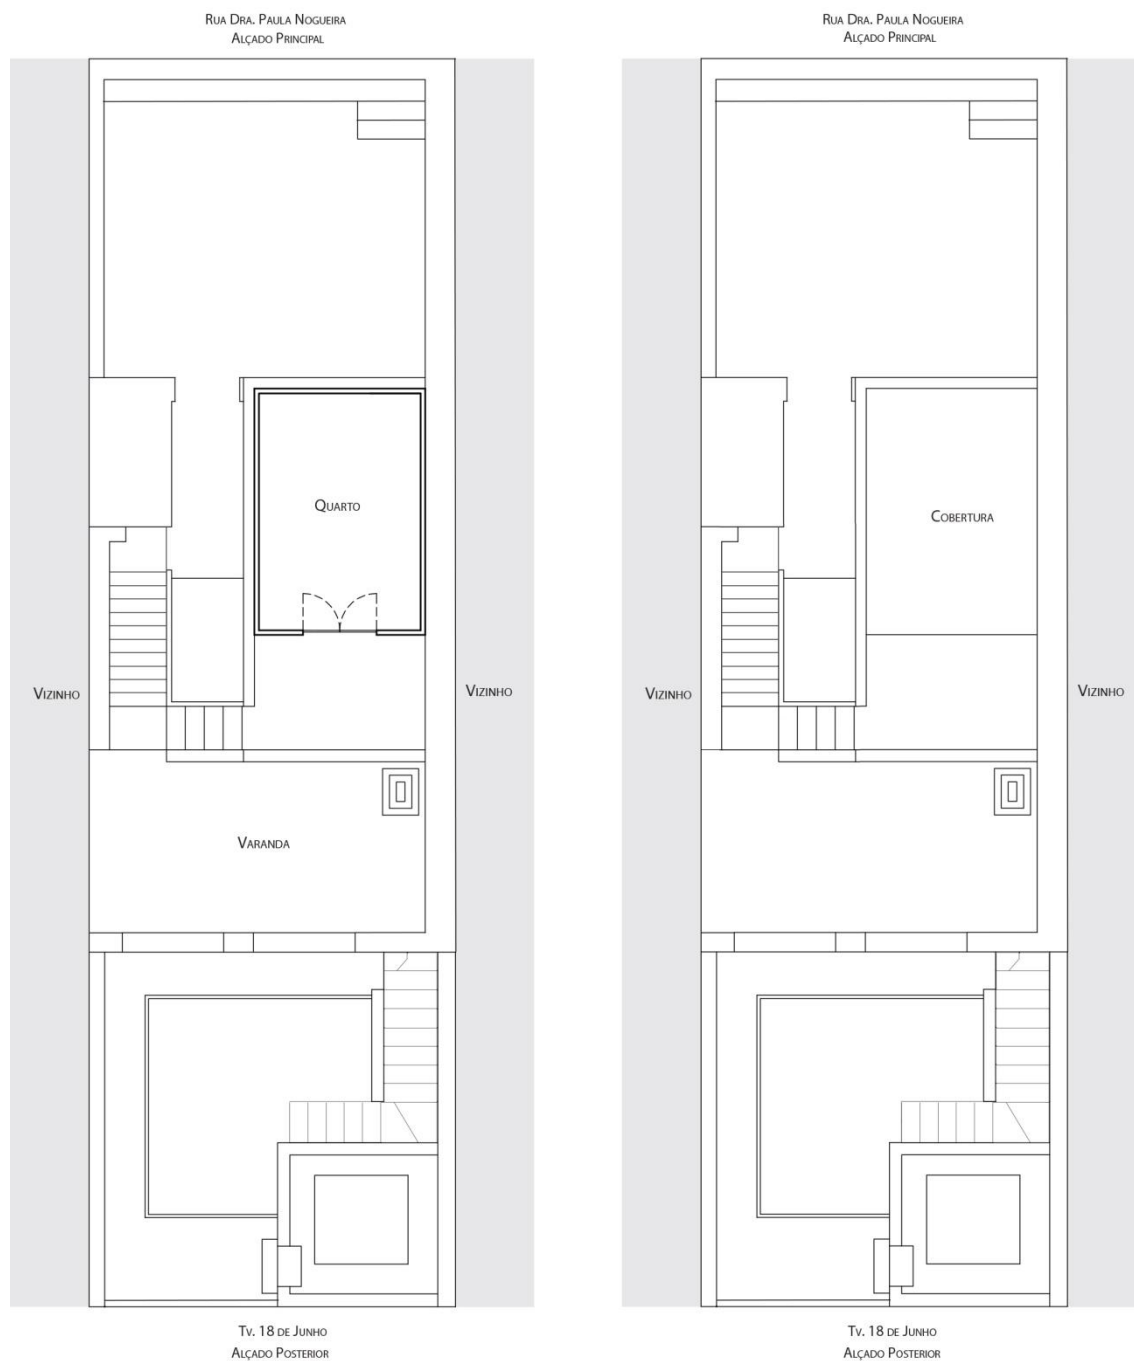 Rua Dra. Paula Nogueira
Alçado Principal
Quarto
Vizinho
Vizinho
Varanda
Tv. 18 de Junho
Alçado Posterior
Rua Dra. Paula Nogueira
Alçado Principal
Cobertura
Vizinho
Vizinho
Tv. 18 de Junho
Alçado Posterior